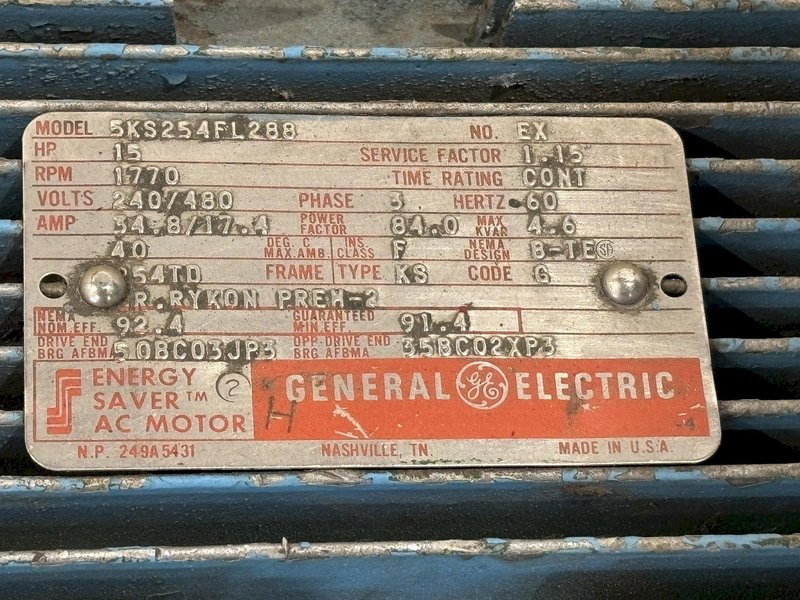 MODEL 5KS254FL288 NO. EX
HP 15 SERVICE FACTOR 1.15
RPM 1770 TIME RATING CONT
VOLTS 240/480 PHASE 3 HERTZ 60
AMP 34.8/17.4 POWER FACTOR 84.0 MAX KVAR 4.6
40 DEG. C MAX. AMB. INS. CLASS F NEMA DESIGN B-TE SA
254TD FRAME TYPE KS CODE G
RYKON PREM-2
NEMA NOM. EFF. 92.4 GUARANTEED MIN. EFF. 91.4
DRIVE END BRG AFBMA 50BC03JP3 OPP-DRIVE END BRG AFBMA 35BC02XP3
ENERGY SAVER™ AC MOTOR 2 H GENERAL GE ELECTRIC
-4
N.P. 249A5431 NASHVILLE, TN. MADE IN U.S.A.